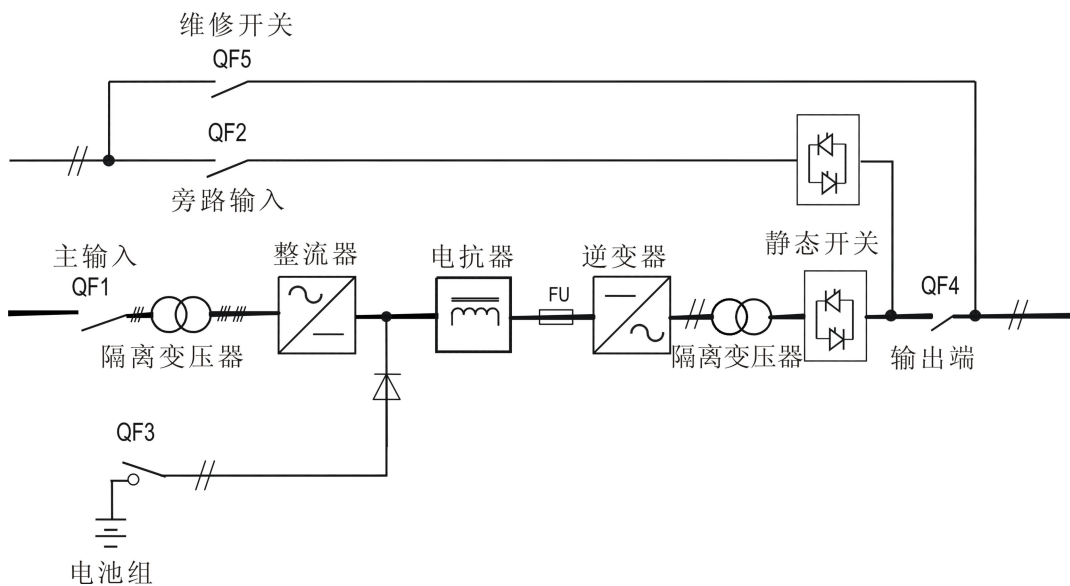 维修开关
QF5
QF2
旁路输入
静态开关
主输入
QF1
整流器
电抗器
逆变器
FU
QF4
隔离变压器
隔离变压器
输出端
QF3
电池组